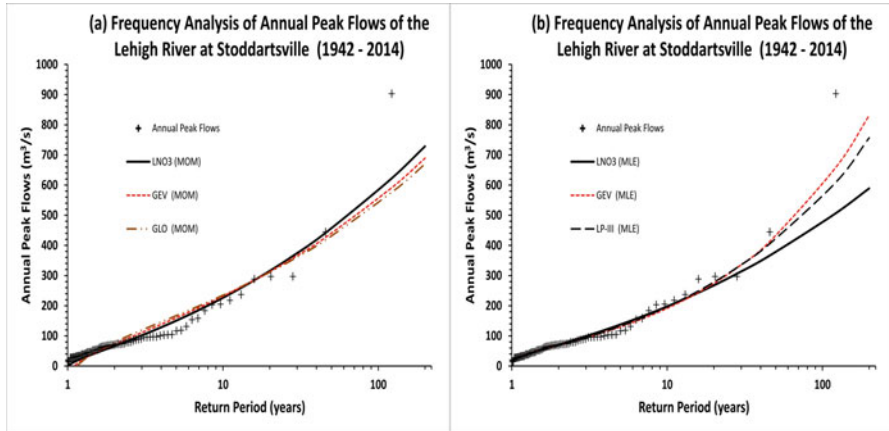 (a) Frequency Analysis of Annual Peak Flows of the
Lehigh River at Stoddartsville (1942 - 2014)
1000
900
800
700
600
500
400
300
200
100
0
Annual Peak Flows (m³/s)
Annual Peak Flows
LNO3 (MOM)
GEV (MOM)
GLO (MOM)
1
10
100
Return Period (years)
(b) Frequency Analysis of Annual Peak Flows of the
Lehigh River at Stoddartsville (1942 - 2014)
1000
900
800
700
600
500
400
300
200
100
0
Annual Peak Flows (m³/s)
Annual Peak Flows
LNO3 (MLE)
GEV (MLE)
LP-III (MLE)
1
10
100
Return Period (years)